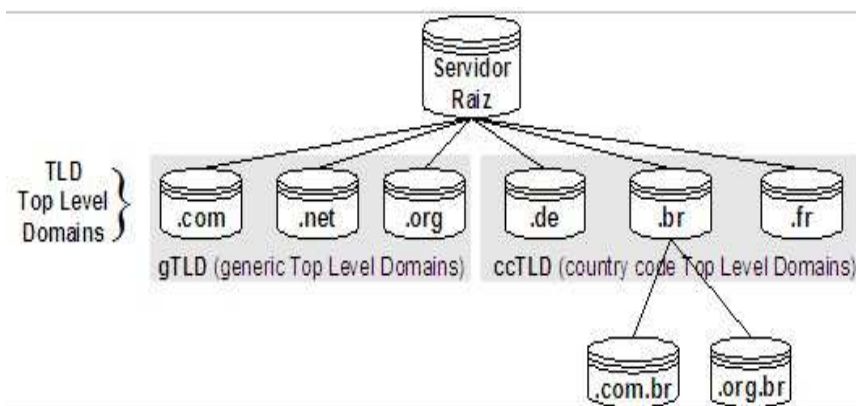 Servidor
Raiz
TLD
Top Level
Domains
.com
.net
.org
.de
.br
.fr
gTLD (generic Top Level Domains)
ccTLD (country code Top Level Domains)
.com.br
.org.br